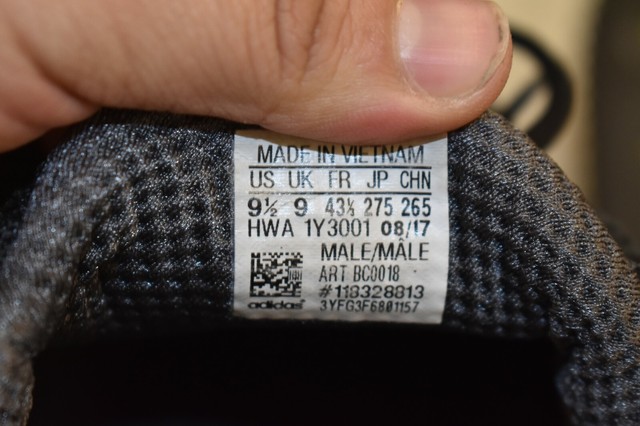 MADE IN VIETNAM
US UK FR JP CHN
9½ 9 43⅓ 275 265
HWA 1Y3001 08/17
MALE/MÂLE
ART BC0018
#118328813
adidas 3YFG3F6801157